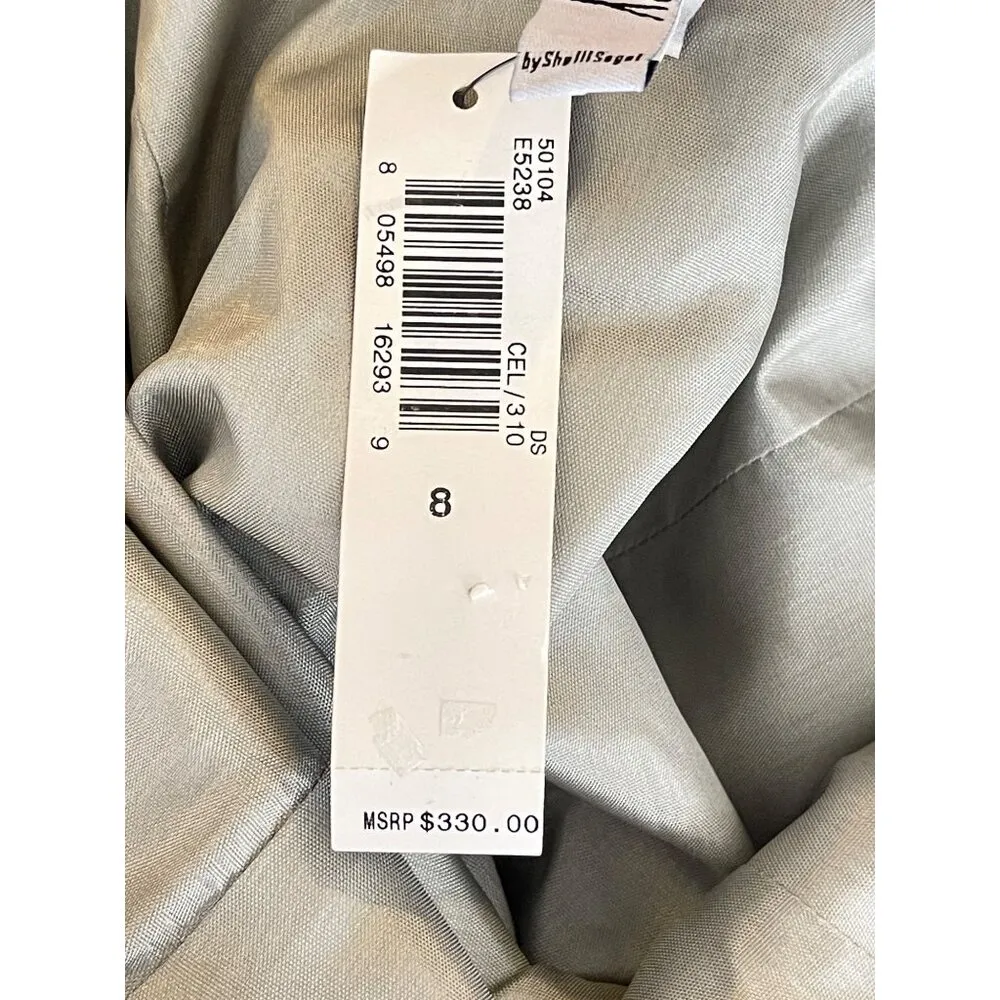 by Shelli Segal
50104
E5238
8 05498 16293 9
CEL/310
DS
8
MSRP $330.00